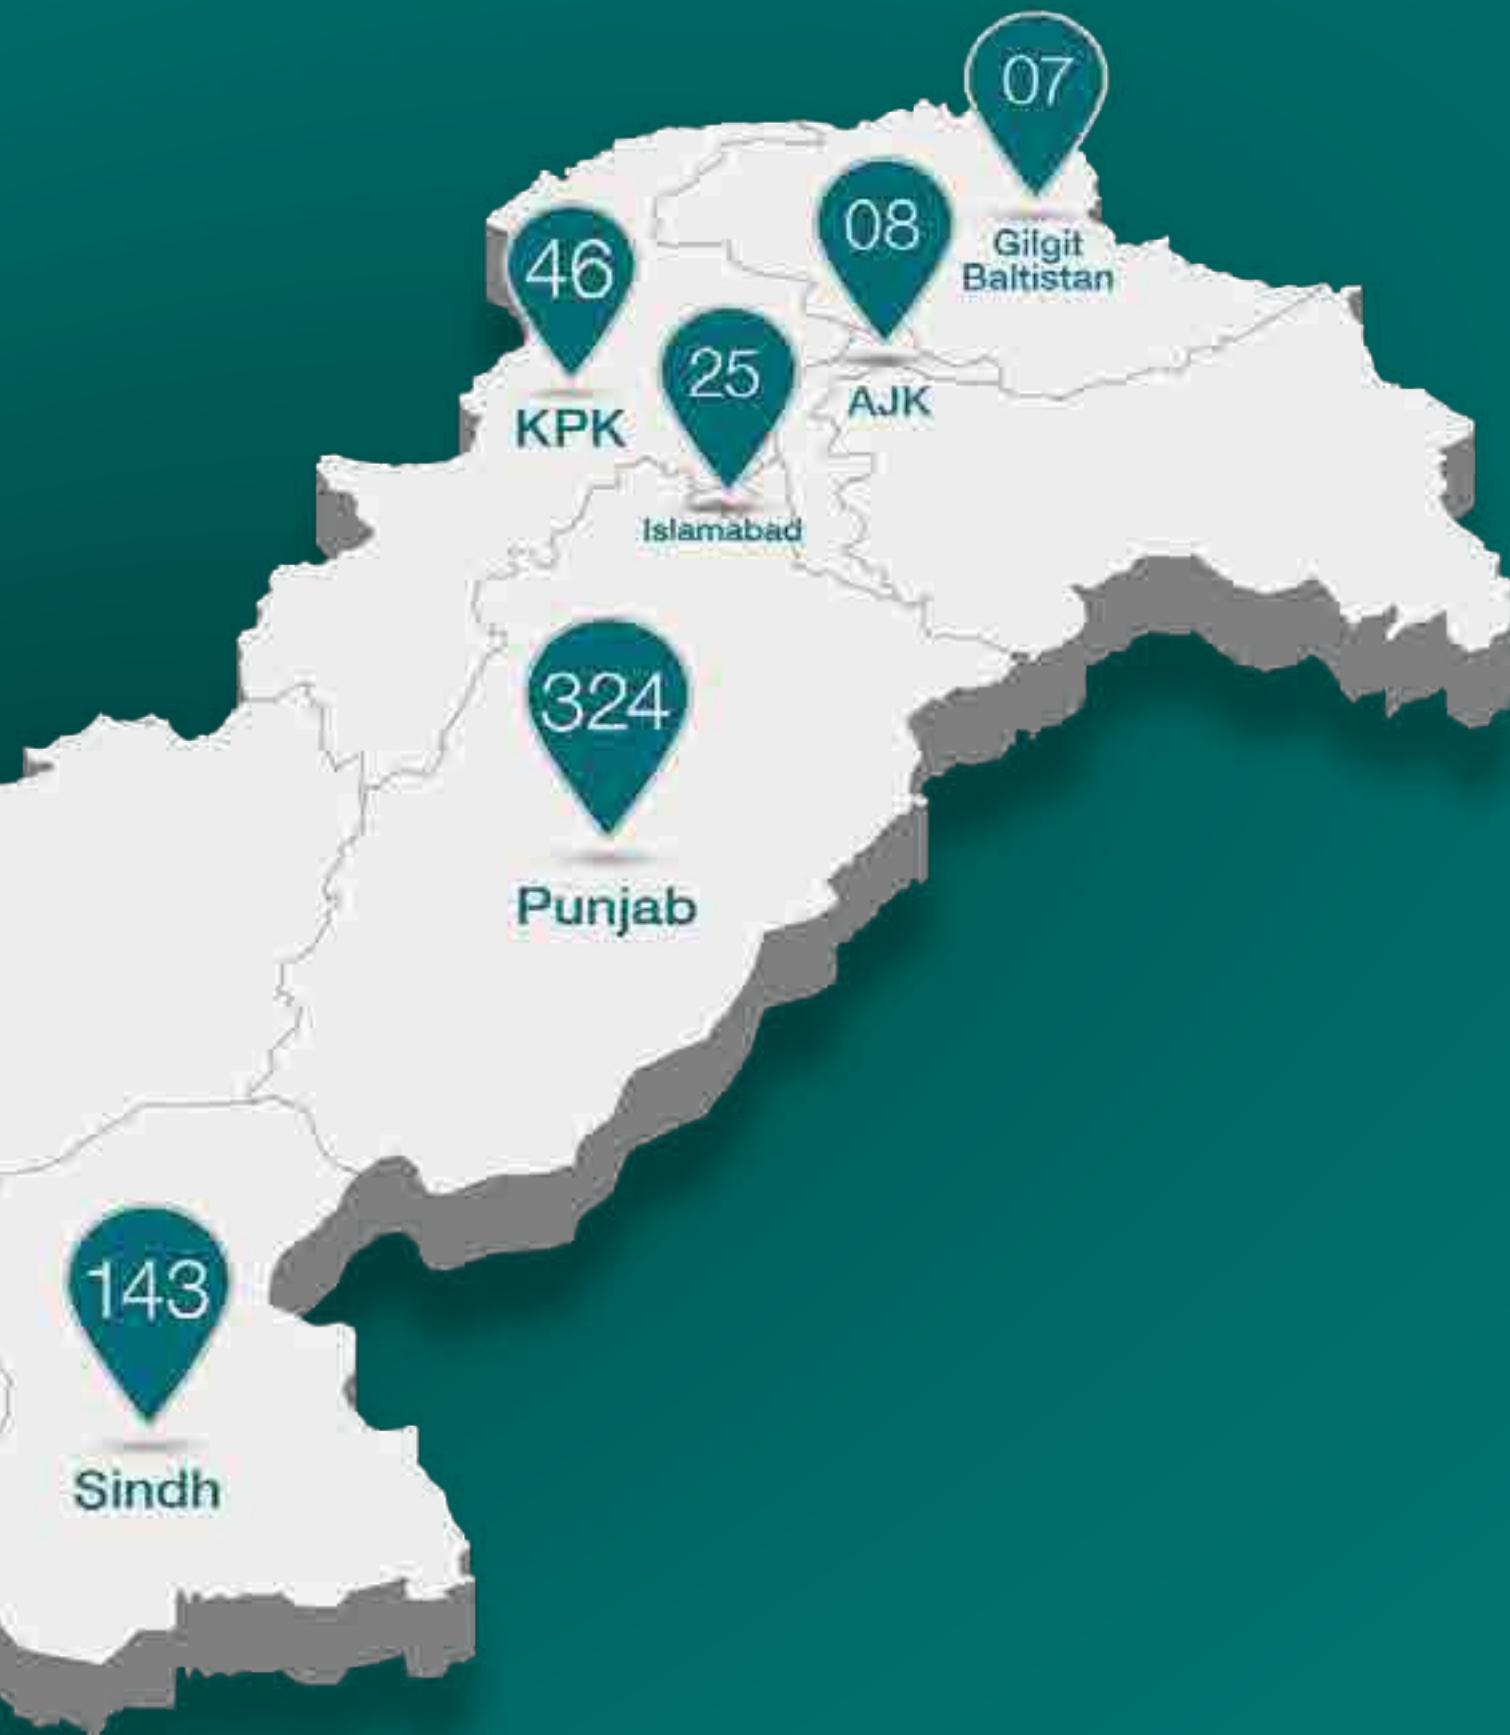 07
Gilgit
Baltistan
08
AJK
46
KPK
25
Islamabad
324
Punjab
143
Sindh